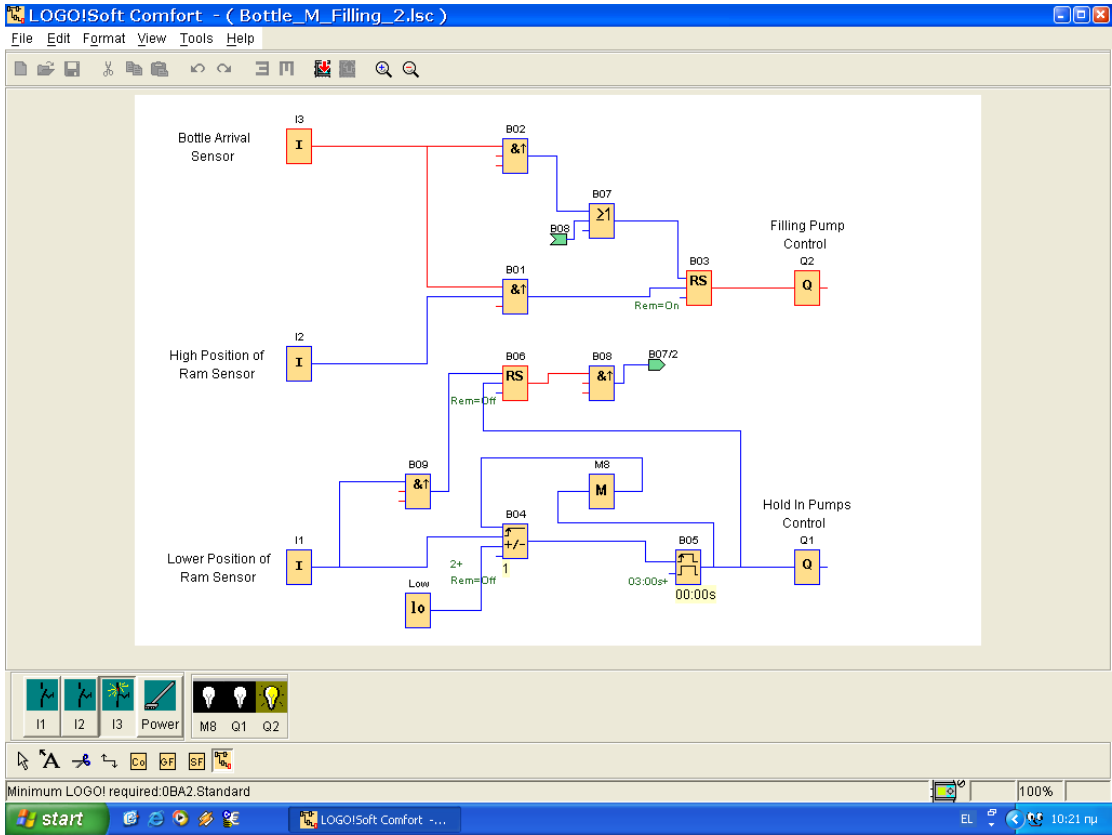 LOGO!Soft Comfort - ( Bottle_M_Filling_2.lsc )
File Edit Format View Tools Help
I3
Bottle Arrival
Sensor
I
B02
&↑
B07
≥1
B08
Filling Pump
Control
B01
&↑
B03
RS
Q2
Q
Rem=On
I2
High Position of
Ram Sensor
I
B06
RS
B08
&↑
B07/2
Rem=Off
B09
&↑
M8
M
Hold In Pumps
Control
B04
+/-
I1
Lower Position of
Ram Sensor
I
2+
Rem=Off
1
B05
Q1
Q
03:00s+
00:00s
Low
lo
I1 I2 I3 Power M8 Q1 Q2
A Co GF SF
Minimum LOGO! required:0BA2.Standard
100%
start
LOGO!Soft Comfort -...
EL
10:21 πμ